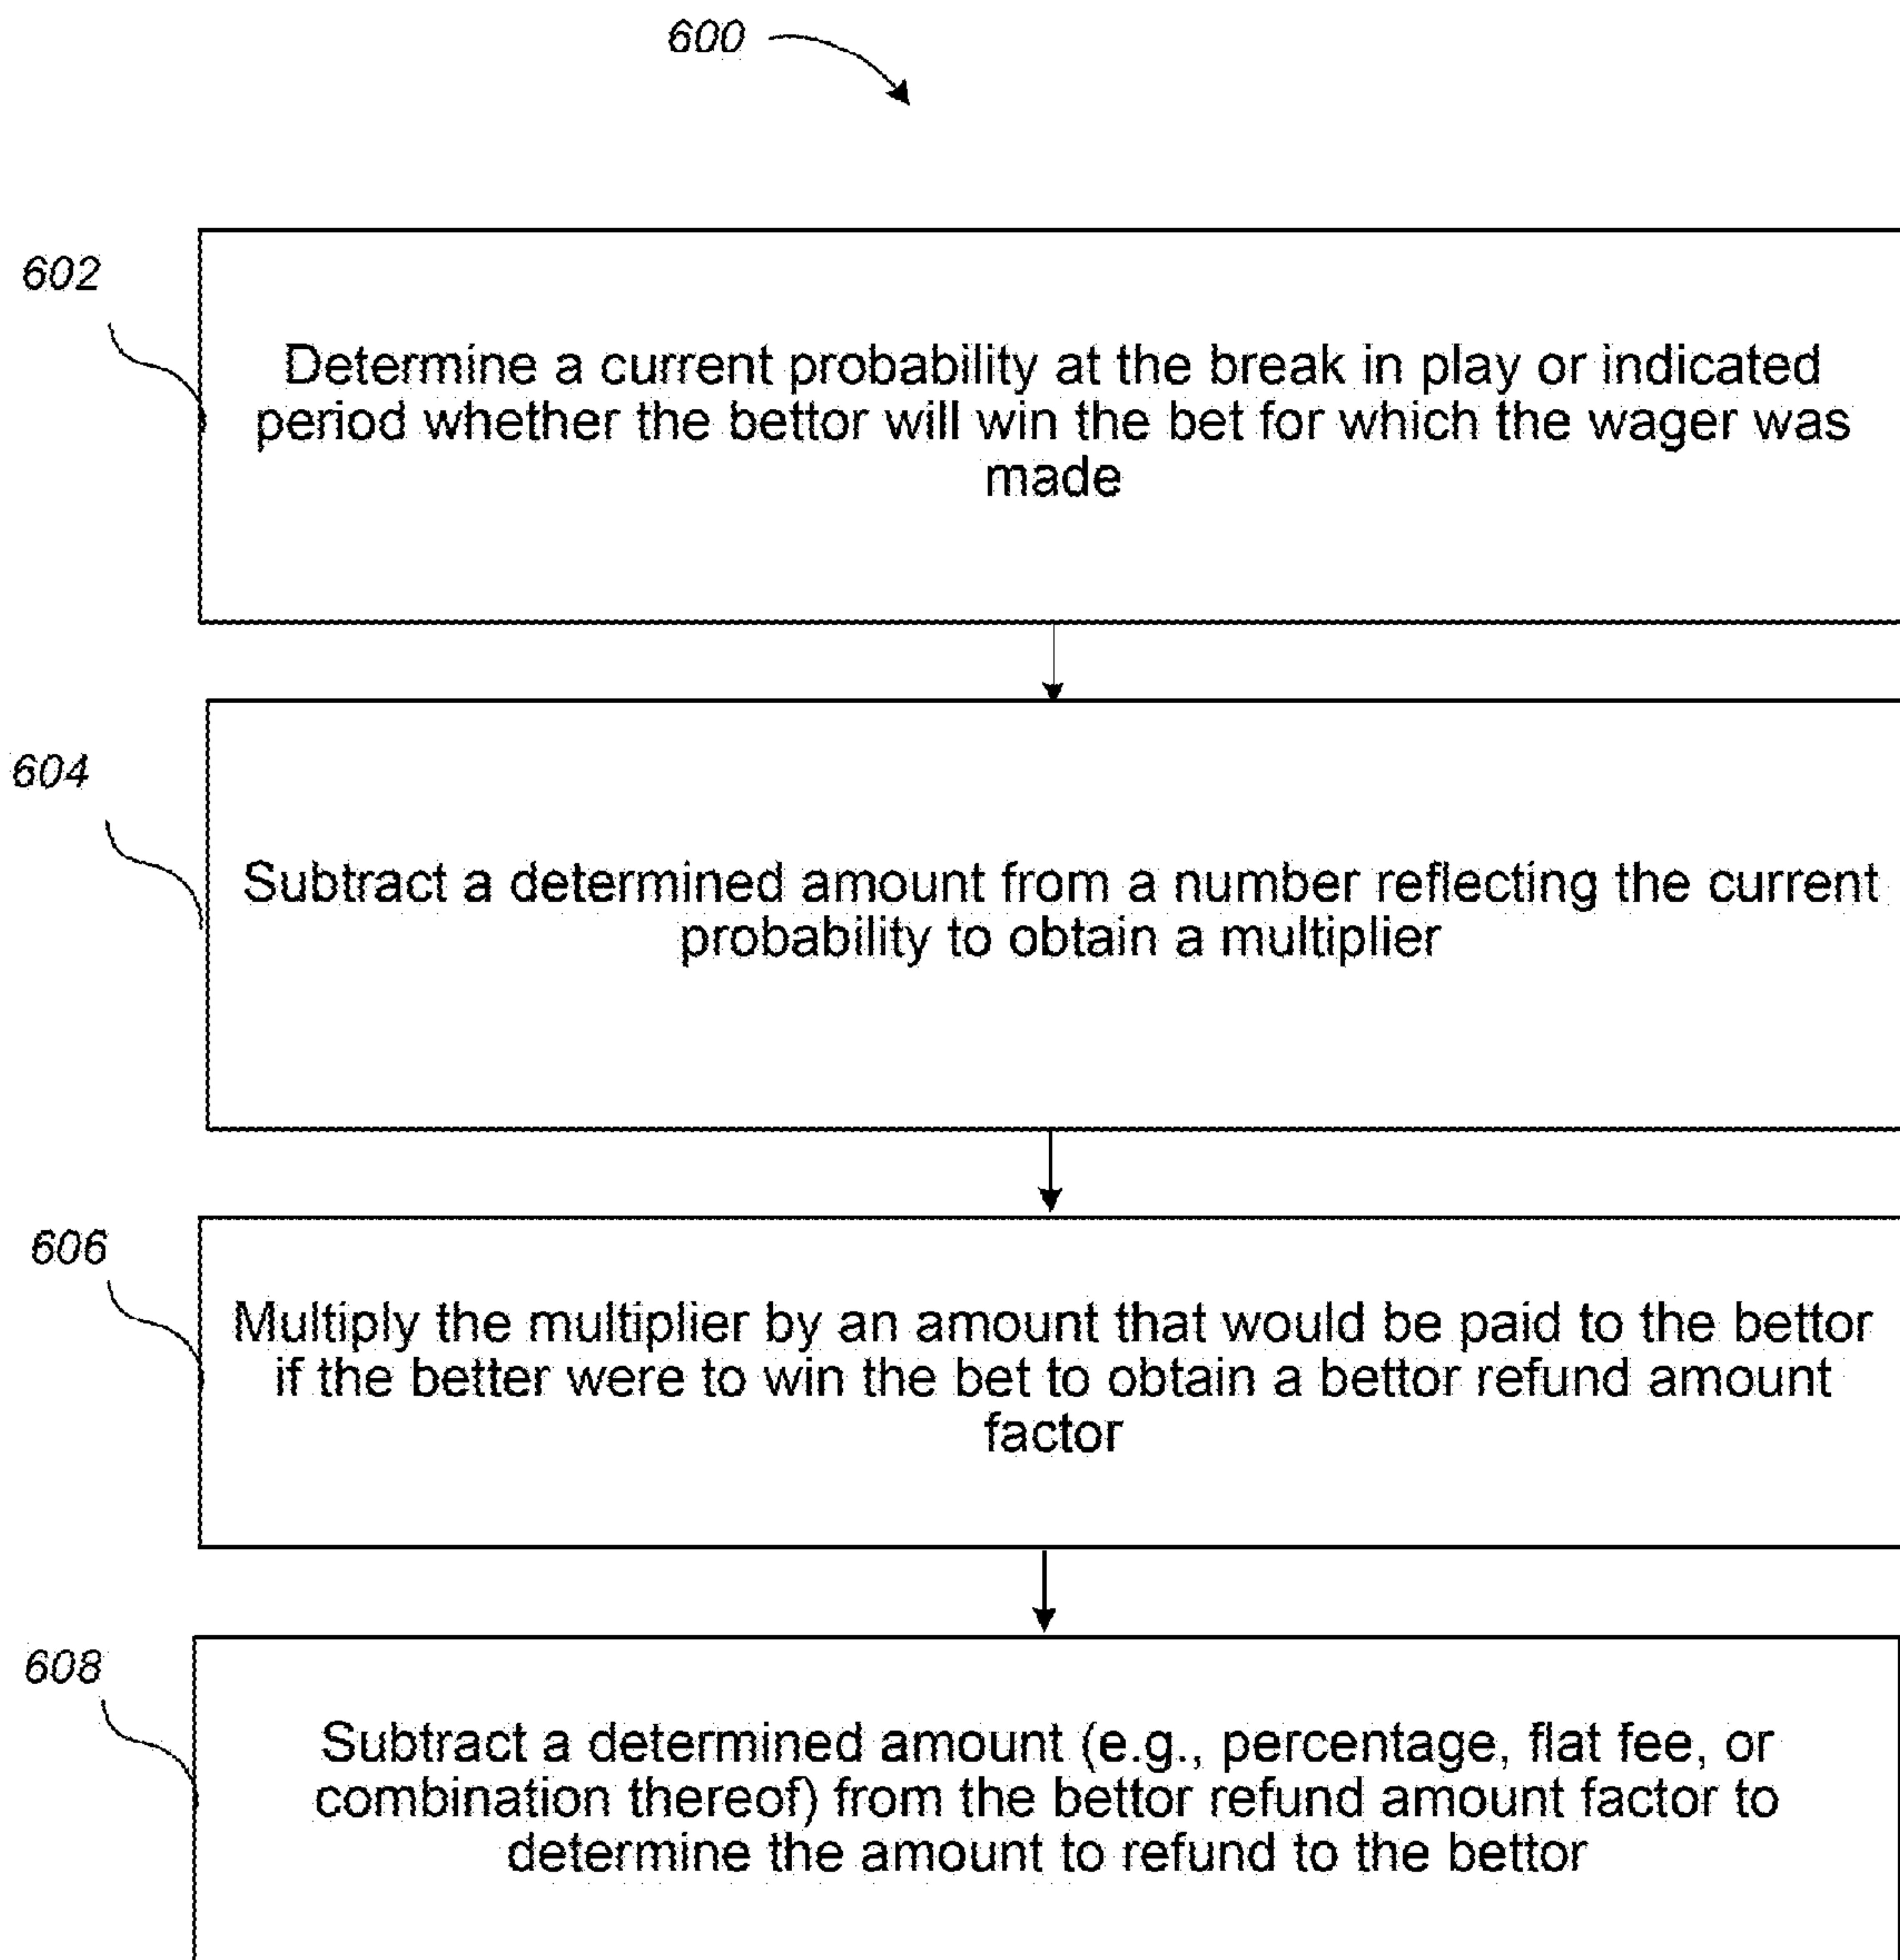 600
602
Determine a current probability at the break in play or indicated
period whether the bettor will win the bet for which the wager was
made
604
Subtract a determined amount from a number reflecting the current
probability to obtain a multiplier
606
Multiply the multiplier by an amount that would be paid to the bettor
if the better were to win the bet to obtain a bettor refund amount
factor
608
Subtract a determined amount (e.g., percentage, flat fee, or
combination thereof) from the bettor refund amount factor to
determine the amount to refund to the bettor